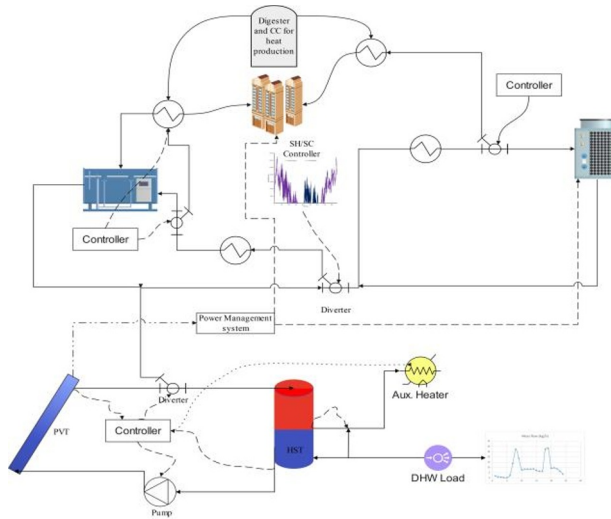 Digester
and CC for
heat
production
Controller
SH/SC
Controller
Controller
Diverter
Power Management
system
Diverter
Aux. Heater
PVT
Controller
HST
DHW Load
Pump